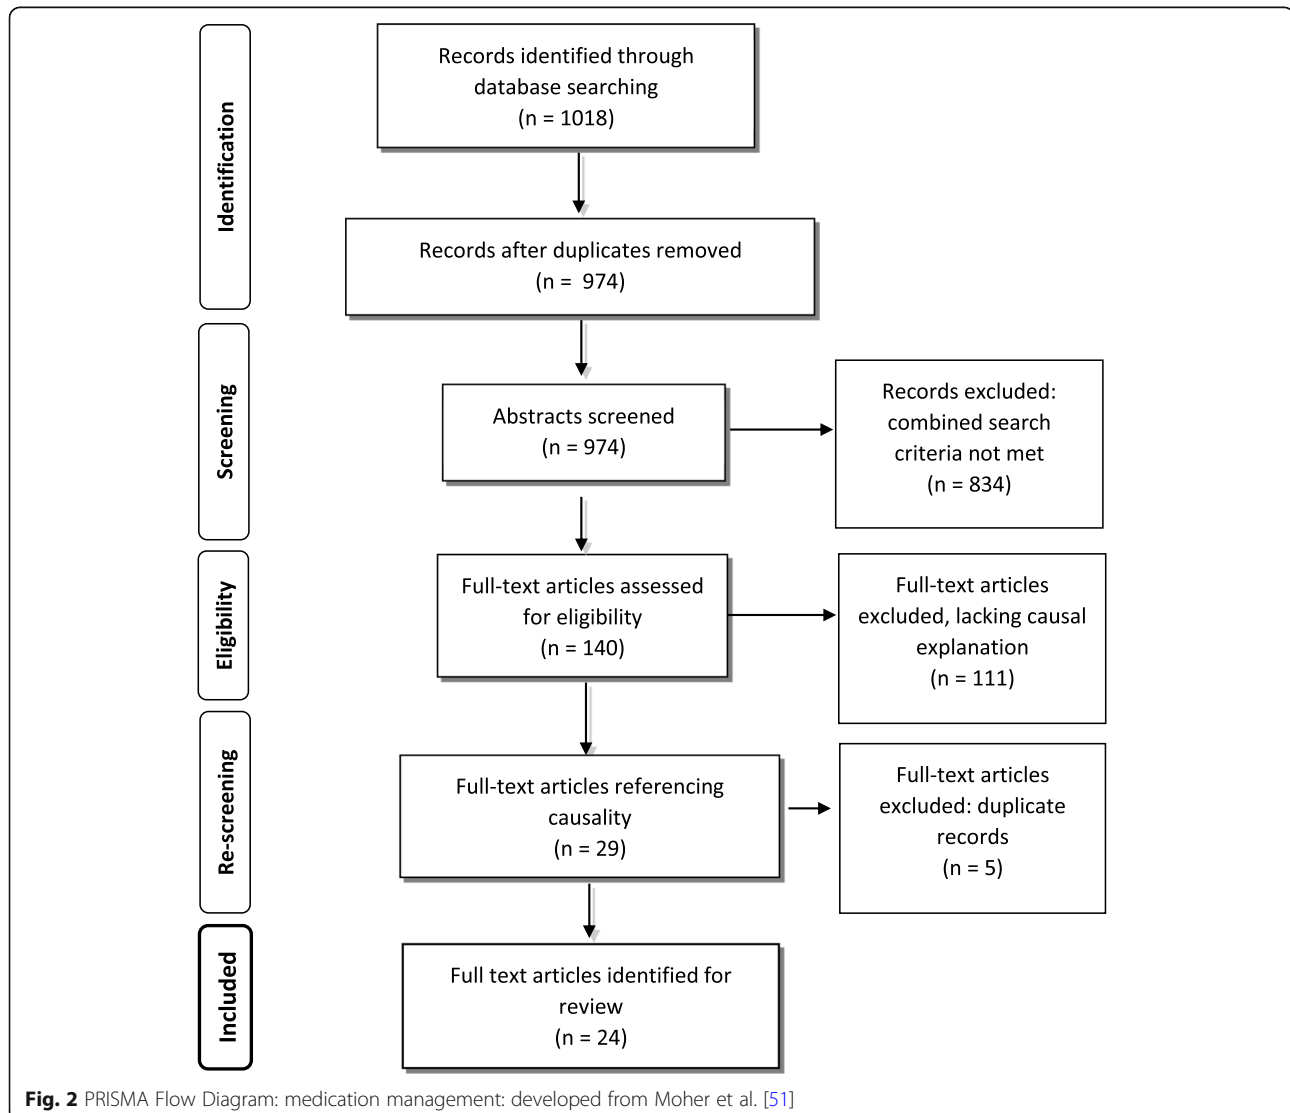 Identification
Records identified through
database searching
(n = 1018)
Records after duplicates removed
(n = 974)
Screening
Abstracts screened
(n = 974)
Records excluded:
combined search
criteria not met
(n = 834)
Eligibility
Full-text articles assessed
for eligibility
(n = 140)
Full-text articles
excluded, lacking causal
explanation
(n = 111)
Re-screening
Full-text articles referencing
causality
(n = 29)
Full-text articles
excluded: duplicate
records
(n = 5)
Included
Full text articles identified for
review
(n = 24)
Fig. 2 PRISMA Flow Diagram: medication management: developed from Moher et al. [51]